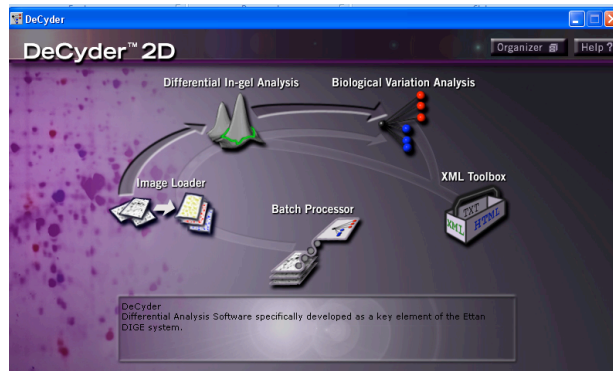 DeCyder
DeCyder™ 2D
Organizer
Help ?
Differential In-gel Analysis
Biological Variation Analysis
Image Loader
XML Toolbox
Batch Processor
TXT
XML
HTML
DeCyder
Differential Analysis Software specifically developed as a key element of the Ettan
DIGE system.